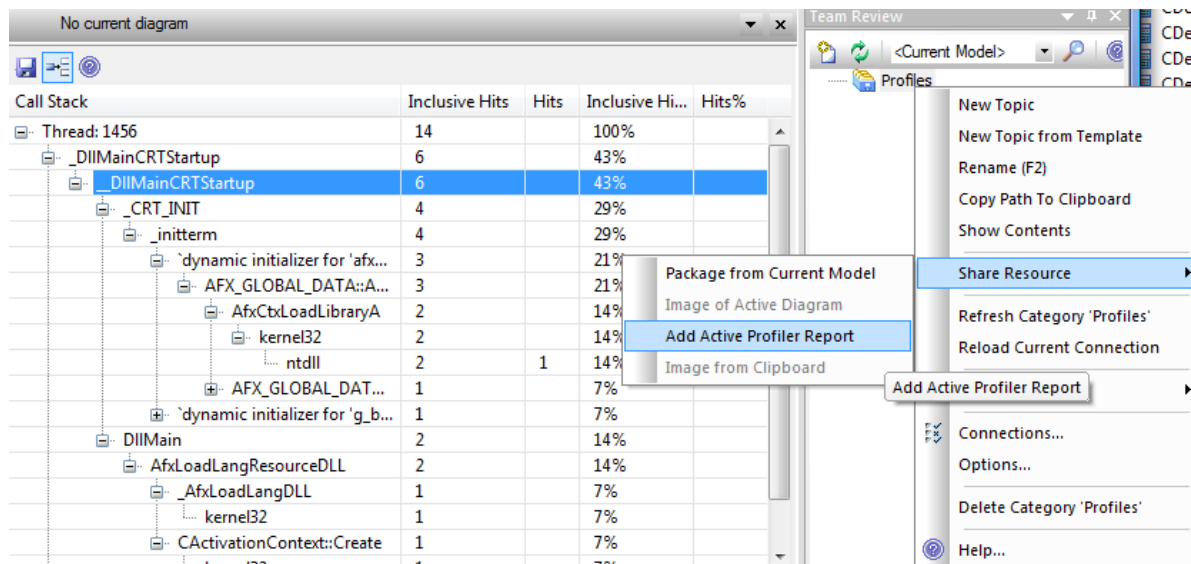 No current diagram
Call Stack Inclusive Hits Hits Inclusive Hi... Hits%
Thread: 1456 14 100%
_DllMainCRTStartup 6 43%
__DllMainCRTStartup 6 43%
_CRT_INIT 4 29%
_initterm 4 29%
`dynamic initializer for 'afx... 3 21%
AFX_GLOBAL_DATA::A... 3 21%
AfxCtxLoadLibraryA 2 14%
kernel32 2 14%
ntdll 2 1 14%
AFX_GLOBAL_DAT... 1 7%
`dynamic initializer for 'g_b... 1 7%
DllMain 2 14%
AfxLoadLangResourceDLL 2 14%
_AfxLoadLangDLL 1 7%
kernel32 1 7%
CActivationContext::Create 1 7%
Team Review
<Current Model>
Profiles
New Topic
New Topic from Template
Rename (F2)
Copy Path To Clipboard
Show Contents
Share Resource
Refresh Category 'Profiles'
Reload Current Connection
Connections...
Options...
Delete Category 'Profiles'
Help...
Package from Current Model
Image of Active Diagram
Add Active Profiler Report
Image from Clipboard
Add Active Profiler Report
CDe
CDe